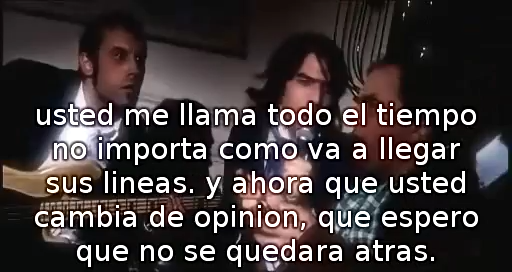 usted me llama todo el tiempo
no importa como va a llegar
sus lineas. y ahora que usted
cambia de opinion, que espero
que no se quedara atras.